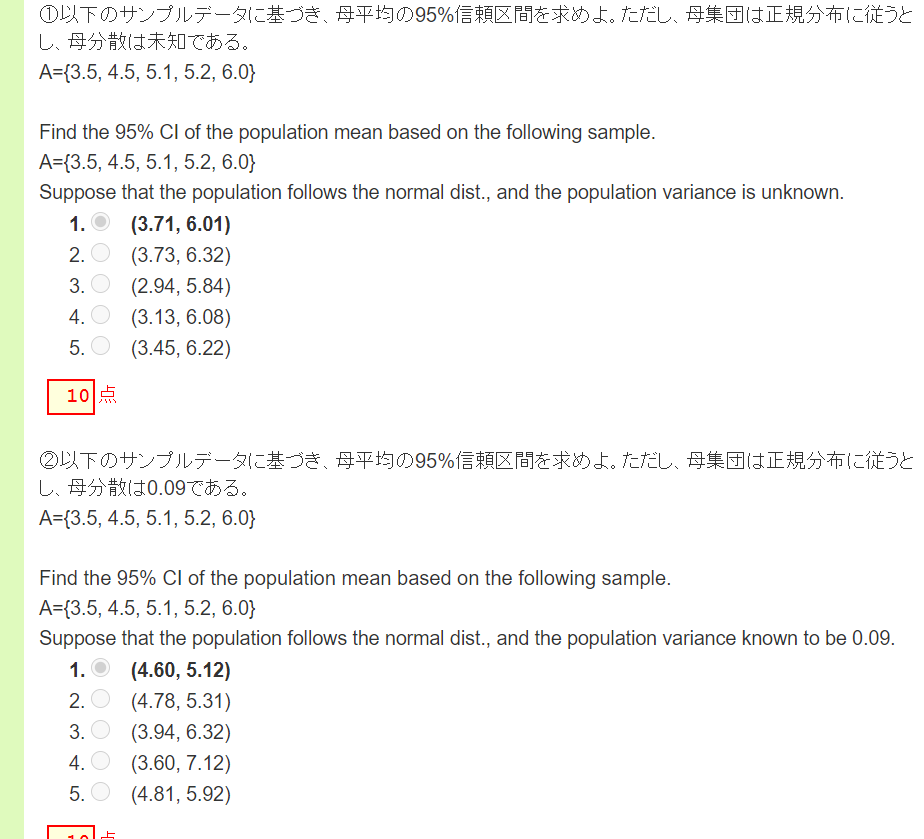 ①以下のサンプルデータに基づき、母平均の95%信頼区間を求めよ。ただし、母集団は正規分布に従うと
し、母分散は未知である。
A={3.5, 4.5, 5.1, 5.2, 6.0}
Find the 95% CI of the population mean based on the following sample.
A={3.5, 4.5, 5.1, 5.2, 6.0}
Suppose that the population follows the normal dist., and the population variance is unknown.
1. (3.71, 6.01)
2. (3.73, 6.32)
3. (2.94, 5.84)
4. (3.13, 6.08)
5. (3.45, 6.22)
10 点
②以下のサンプルデータに基づき、母平均の95%信頼区間を求めよ。ただし、母集団は正規分布に従うと
し、母分散は0.09である。
A={3.5, 4.5, 5.1, 5.2, 6.0}
Find the 95% CI of the population mean based on the following sample.
A={3.5, 4.5, 5.1, 5.2, 6.0}
Suppose that the population follows the normal dist., and the population variance known to be 0.09.
1. (4.60, 5.12)
2. (4.78, 5.31)
3. (3.94, 6.32)
4. (3.60, 7.12)
5. (4.81, 5.92)
10 点